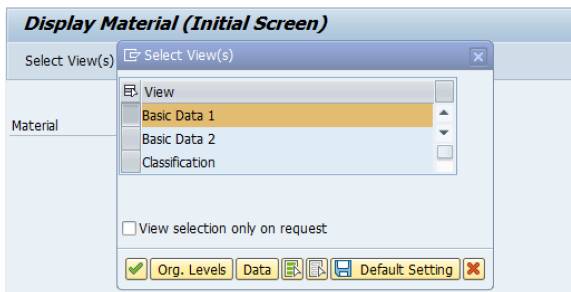 Display Material (Initial Screen)
Select View(s)
Select View(s)
View
Basic Data 1
Material
Basic Data 2
Classification
View selection only on request
Org. Levels Data Default Setting